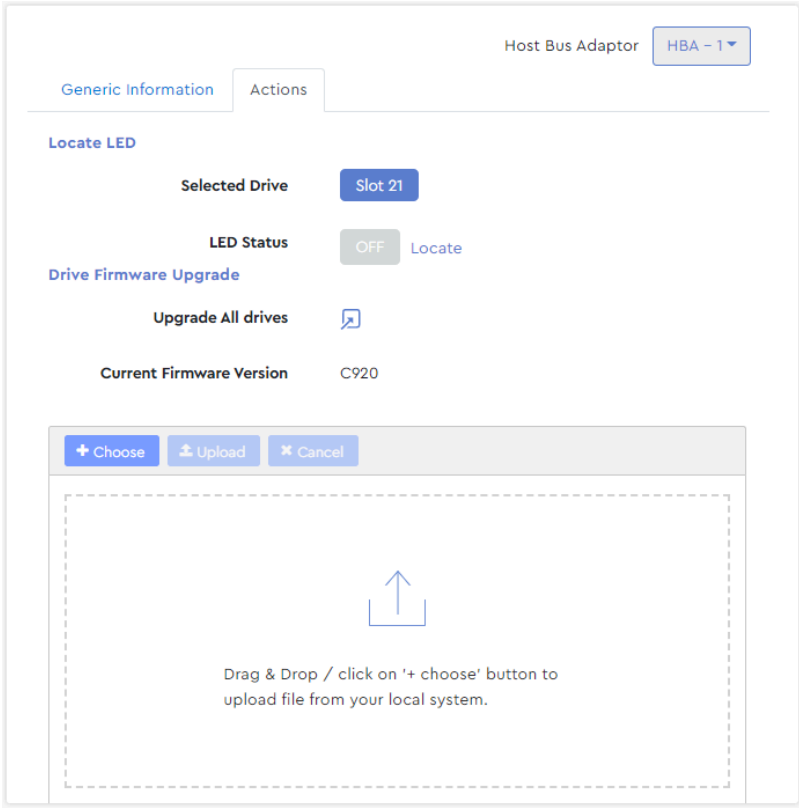 Host Bus Adaptor HBA - 1
Generic Information Actions
Locate LED
Selected Drive Slot 21
LED Status OFF Locate
Drive Firmware Upgrade
Upgrade All drives
Current Firmware Version C920
+ Choose Upload × Cancel
Drag & Drop / click on '+ choose' button to
upload file from your local system.